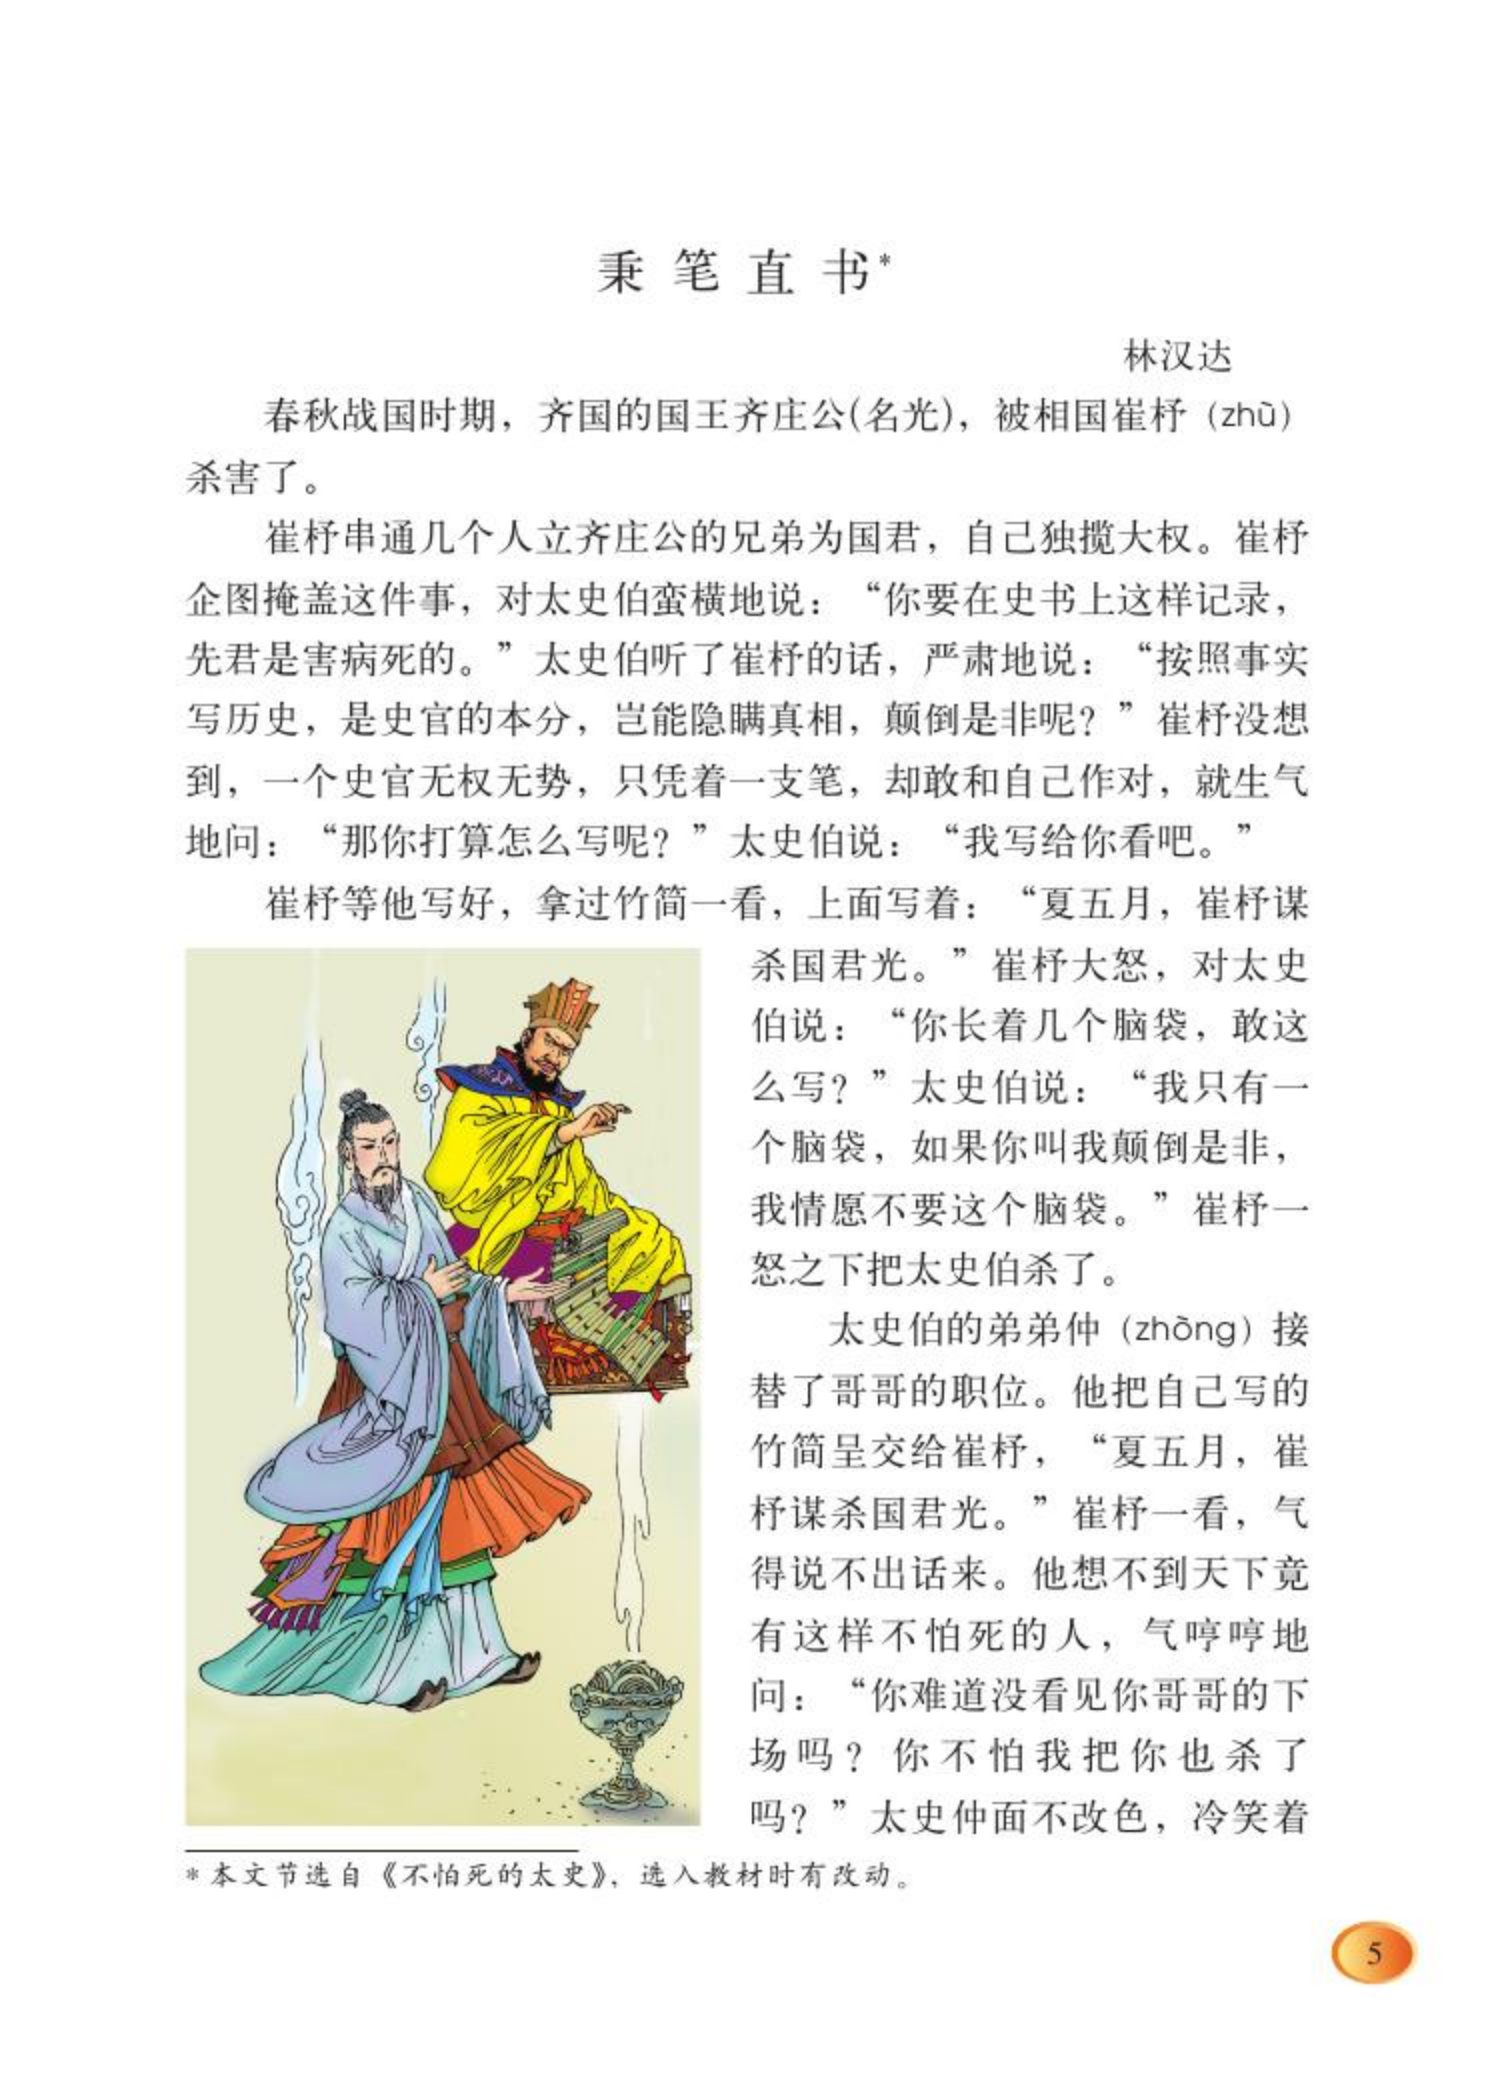 秉笔直书*
林汉达
春秋战国时期，齐国的国王齐庄公(名光)，被相国崔杼（zhù）
杀害了。
崔杼串通几个人立齐庄公的兄弟为国君，自己独揽大权。崔杼
企图掩盖这件事，对太史伯蛮横地说：“你要在史书上这样记录，
先君是害病死的。”太史伯听了崔杼的话，严肃地说：“按照事实
写历史，是史官的本分，岂能隐瞒真相，颠倒是非呢？”崔杼没想
到，一个史官无权无势，只凭着一支笔，却敢和自己作对，就生气
地问：“那你打算怎么写呢？”太史伯说：“我写给你看吧。”
崔杼等他写好，拿过竹简一看，上面写着：“夏五月，崔杼谋
杀国君光。”崔杼大怒，对太史
伯说：“你长着几个脑袋，敢这
么写？”太史伯说：“我只有一
个脑袋，如果你叫我颠倒是非，
我情愿不要这个脑袋。”崔杼一
怒之下把太史伯杀了。
太史伯的弟弟仲（zhòng）接
替了哥哥的职位。他把自己写的
竹简呈交给崔杼，“夏五月，崔
杼谋杀国君光。”崔杼一看，气
得说不出话来。他想不到天下竟
有这样不怕死的人，气哼哼地
问：“你难道没看见你哥哥的下
场吗？你不怕我把你也杀了
吗？”太史仲面不改色，冷笑着
*本文节选自《不怕死的太史》，选入教材时有改动。
5